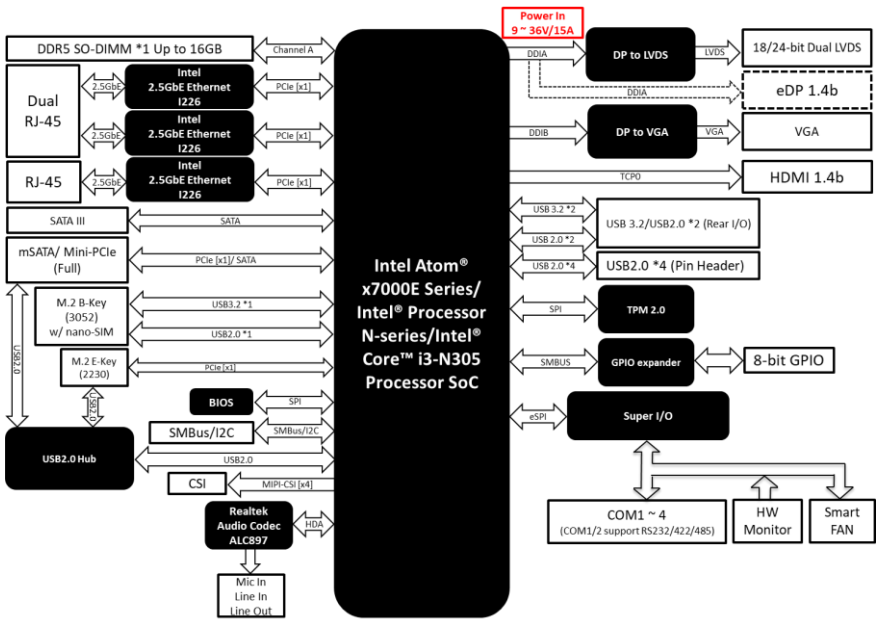 Power In
9 ~ 36V/15A
DDR5 SO-DIMM *1 Up to 16GB
Channel A
Dual
RJ-45
2.5GbE
Intel
2.5GbE Ethernet
I226
PCIe [x1]
2.5GbE
Intel
2.5GbE Ethernet
I226
PCIe [x1]
RJ-45
2.5GbE
Intel
2.5GbE Ethernet
I226
PCIe [x1]
SATA III
SATA
mSATA/ Mini-PCIe
(Full)
PCIe [x1]/ SATA
M.2 B-Key
(3052)
w/ nano-SIM
USB3.2 *1
USB2.0 *1
USB2.0
M.2 E-Key
(2230)
PCIe [x1]
USB2.0
BIOS
SPI
SMBus/I2C
SMBus/I2C
USB2.0 Hub
USB2.0
CSI
MIPI-CSI [x4]
Realtek
Audio Codec
ALC897
HDA
Mic In
Line In
Line Out
Intel Atom®
x7000E Series/
Intel® Processor
N-series/Intel®
Core™ i3-N305
Processor SoC
DDIA
DP to LVDS
LVDS
18/24-bit Dual LVDS
DDIA
eDP 1.4b
DDIB
DP to VGA
VGA
VGA
TCP0
HDMI 1.4b
USB 3.2 *2
USB 2.0 *2
USB 3.2/USB2.0 *2 (Rear I/O)
USB 2.0 *4
USB2.0 *4 (Pin Header)
SPI
TPM 2.0
SMBUS
GPIO expander
8-bit GPIO
eSPI
Super I/O
COM1 ~ 4
(COM1/2 support RS232/422/485)
HW
Monitor
Smart
FAN